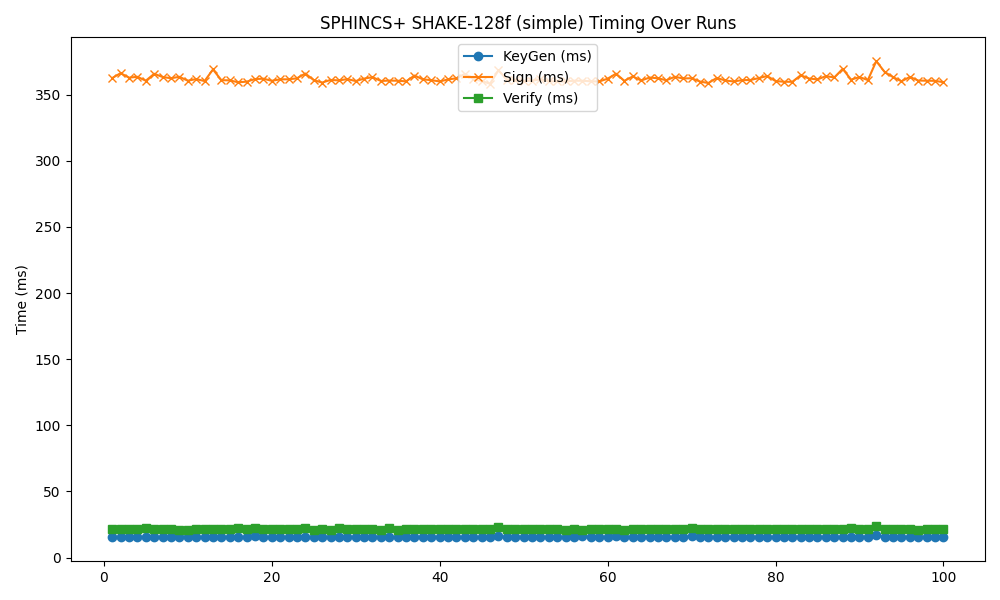 SPHINCS+ SHAKE-128f (simple) Timing Over Runs
KeyGen (ms)
Sign (ms)
Verify (ms)
Time (ms)
350
300
250
200
150
100
50
0
0 20 40 60 80 100